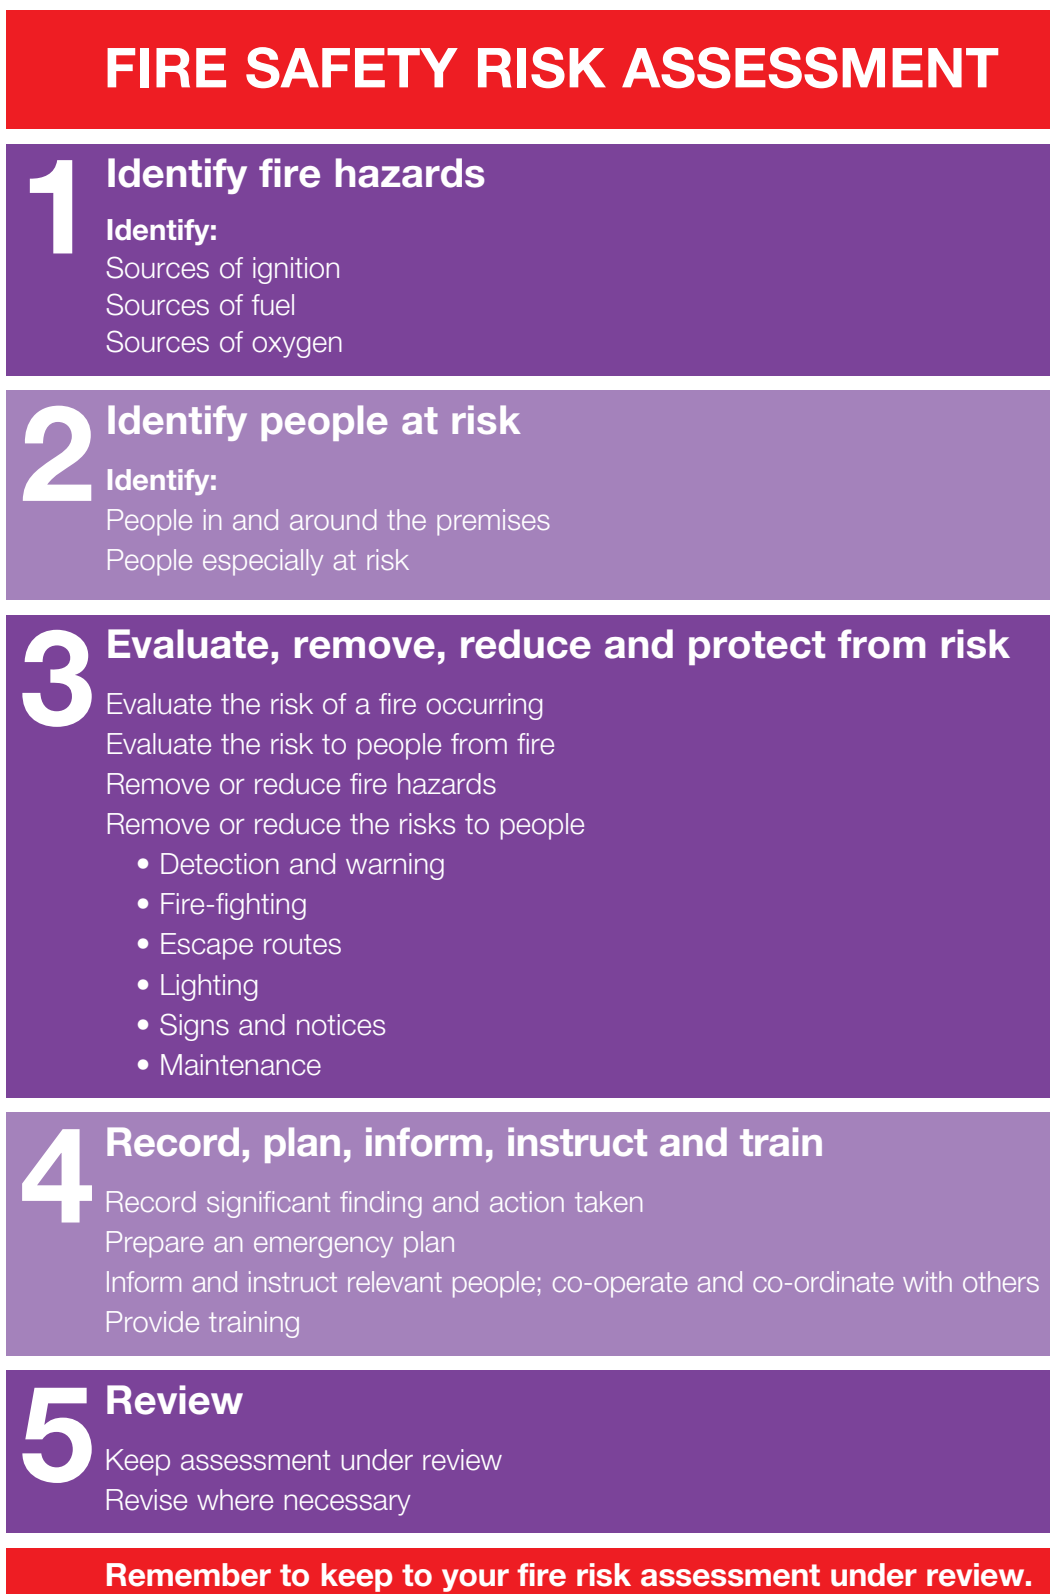 FIRE SAFETY RISK ASSESSMENT
1 Identify fire hazards
Identify:
Sources of ignition
Sources of fuel
Sources of oxygen
2 Identify people at risk
Identify:
People in and around the premises
People especially at risk
3 Evaluate, remove, reduce and protect from risk
Evaluate the risk of a fire occurring
Evaluate the risk to people from fire
Remove or reduce fire hazards
Remove or reduce the risks to people
• Detection and warning
• Fire-fighting
• Escape routes
• Lighting
• Signs and notices
• Maintenance
4 Record, plan, inform, instruct and train
Record significant finding and action taken
Prepare an emergency plan
Inform and instruct relevant people; co-operate and co-ordinate with others
Provide training
5 Review
Keep assessment under review
Revise where necessary
Remember to keep to your fire risk assessment under review.